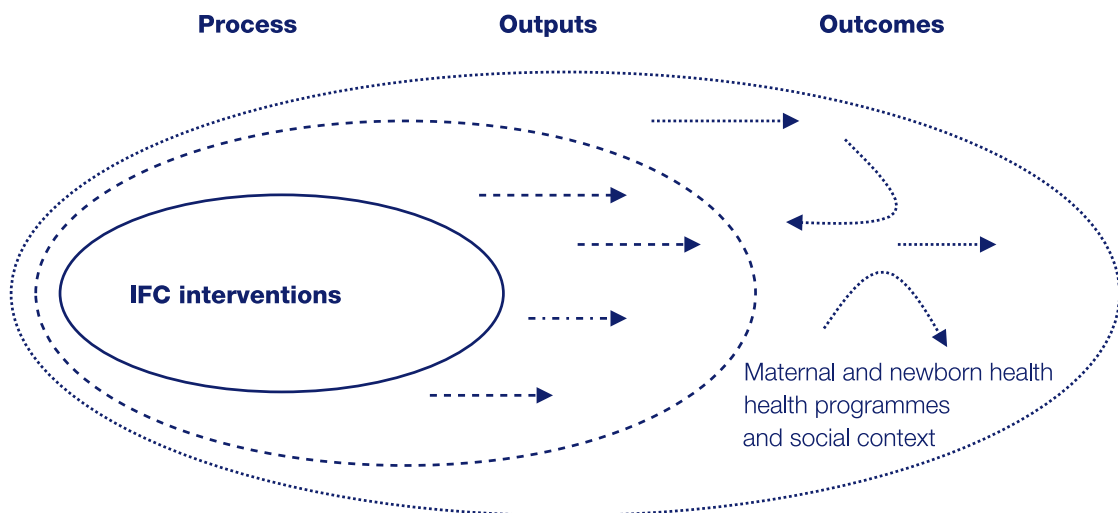 Process
Outputs
Outcomes
IFC interventions
Maternal and newborn health
health programmes
and social context